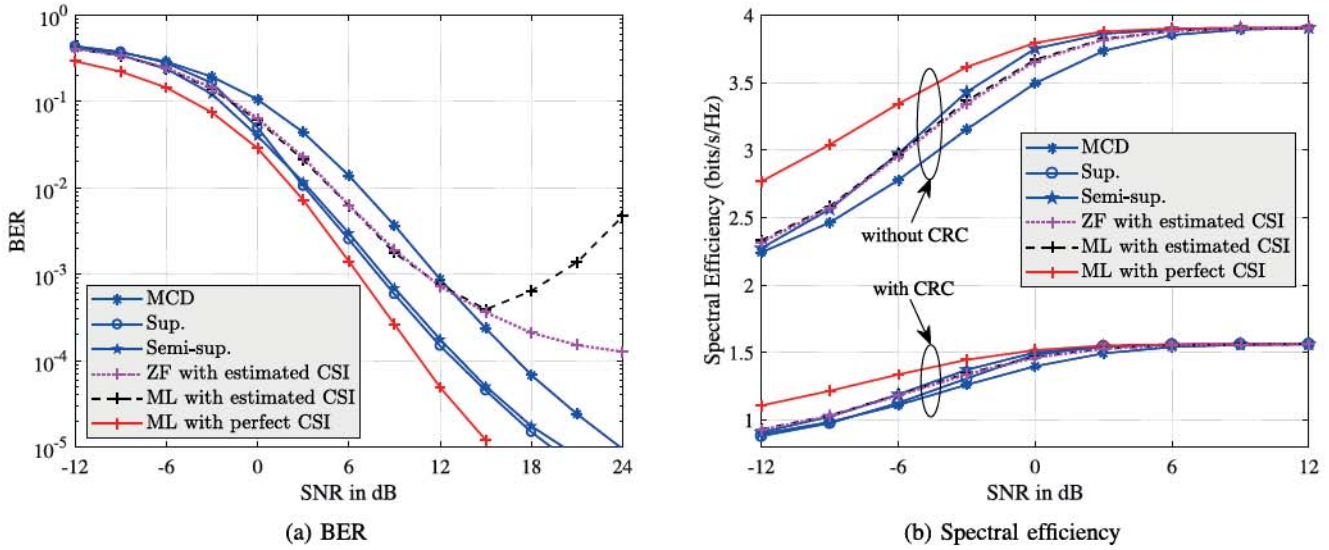 BER
10^0
10^-1
10^-2
10^-3
10^-4
10^-5
MCD
Sup.
Semi-sup.
ZF with estimated CSI
ML with estimated CSI
ML with perfect CSI
-12 -6 0 6 12 18 24
SNR in dB
(a) BER
Spectral Efficiency (bits/s/Hz)
4
3.5
3
2.5
2
1.5
1
without CRC
with CRC
MCD
Sup.
Semi-sup.
ZF with estimated CSI
ML with estimated CSI
ML with perfect CSI
-12 -6 0 6 12
SNR in dB
(b) Spectral efficiency